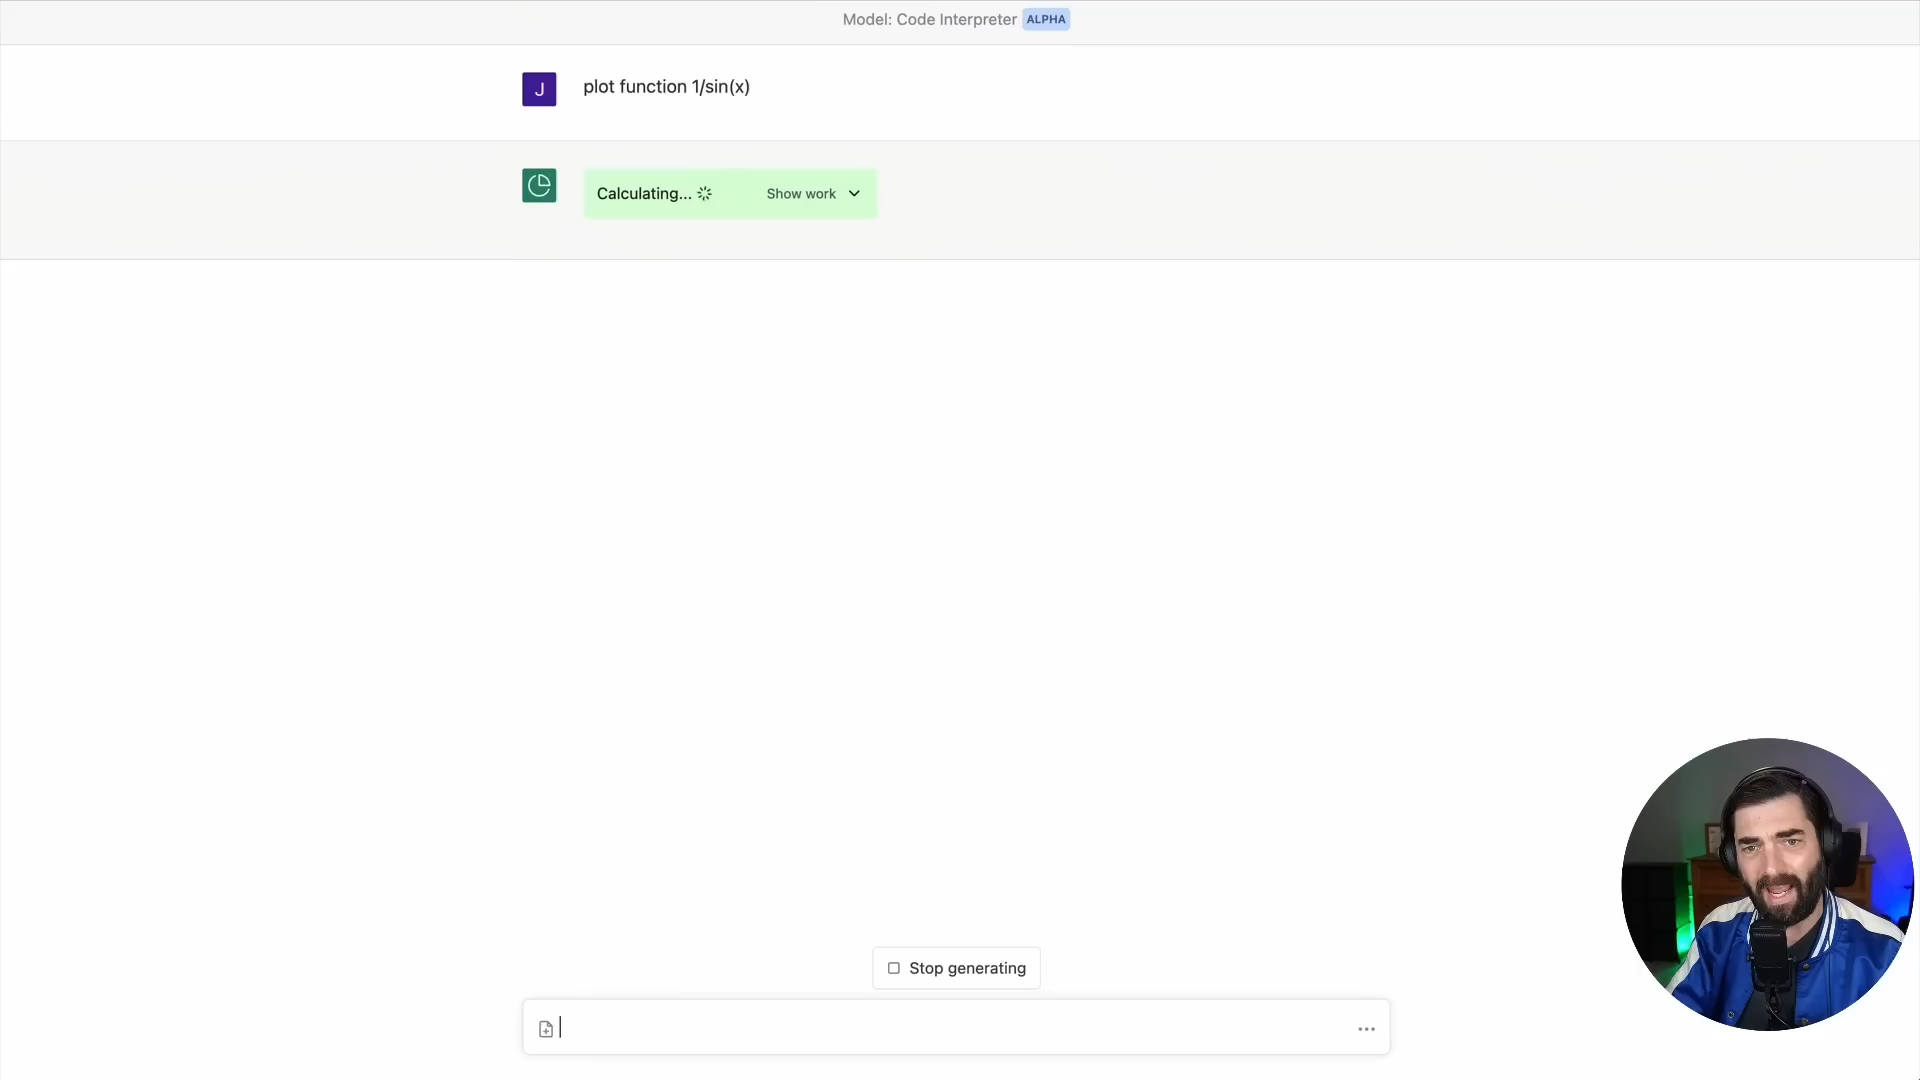 Model: Code Interpreter ALPHA
J
plot function 1/sin(x)
Calculating... Show work
Stop generating